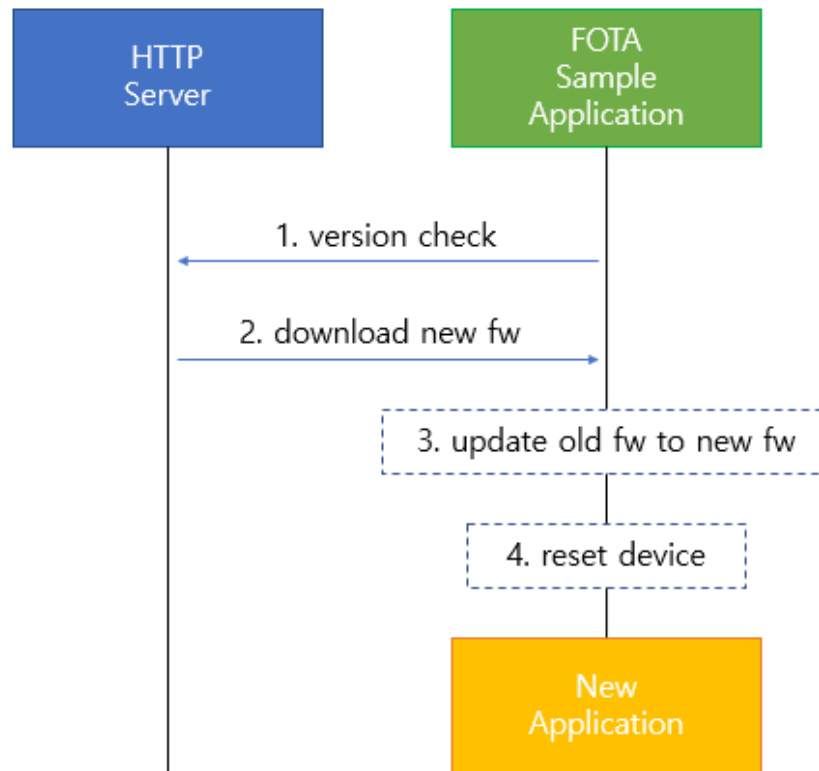 HTTP
Server
FOTA
Sample
Application
1. version check
2. download new fw
3. update old fw to new fw
4. reset device
New
Application